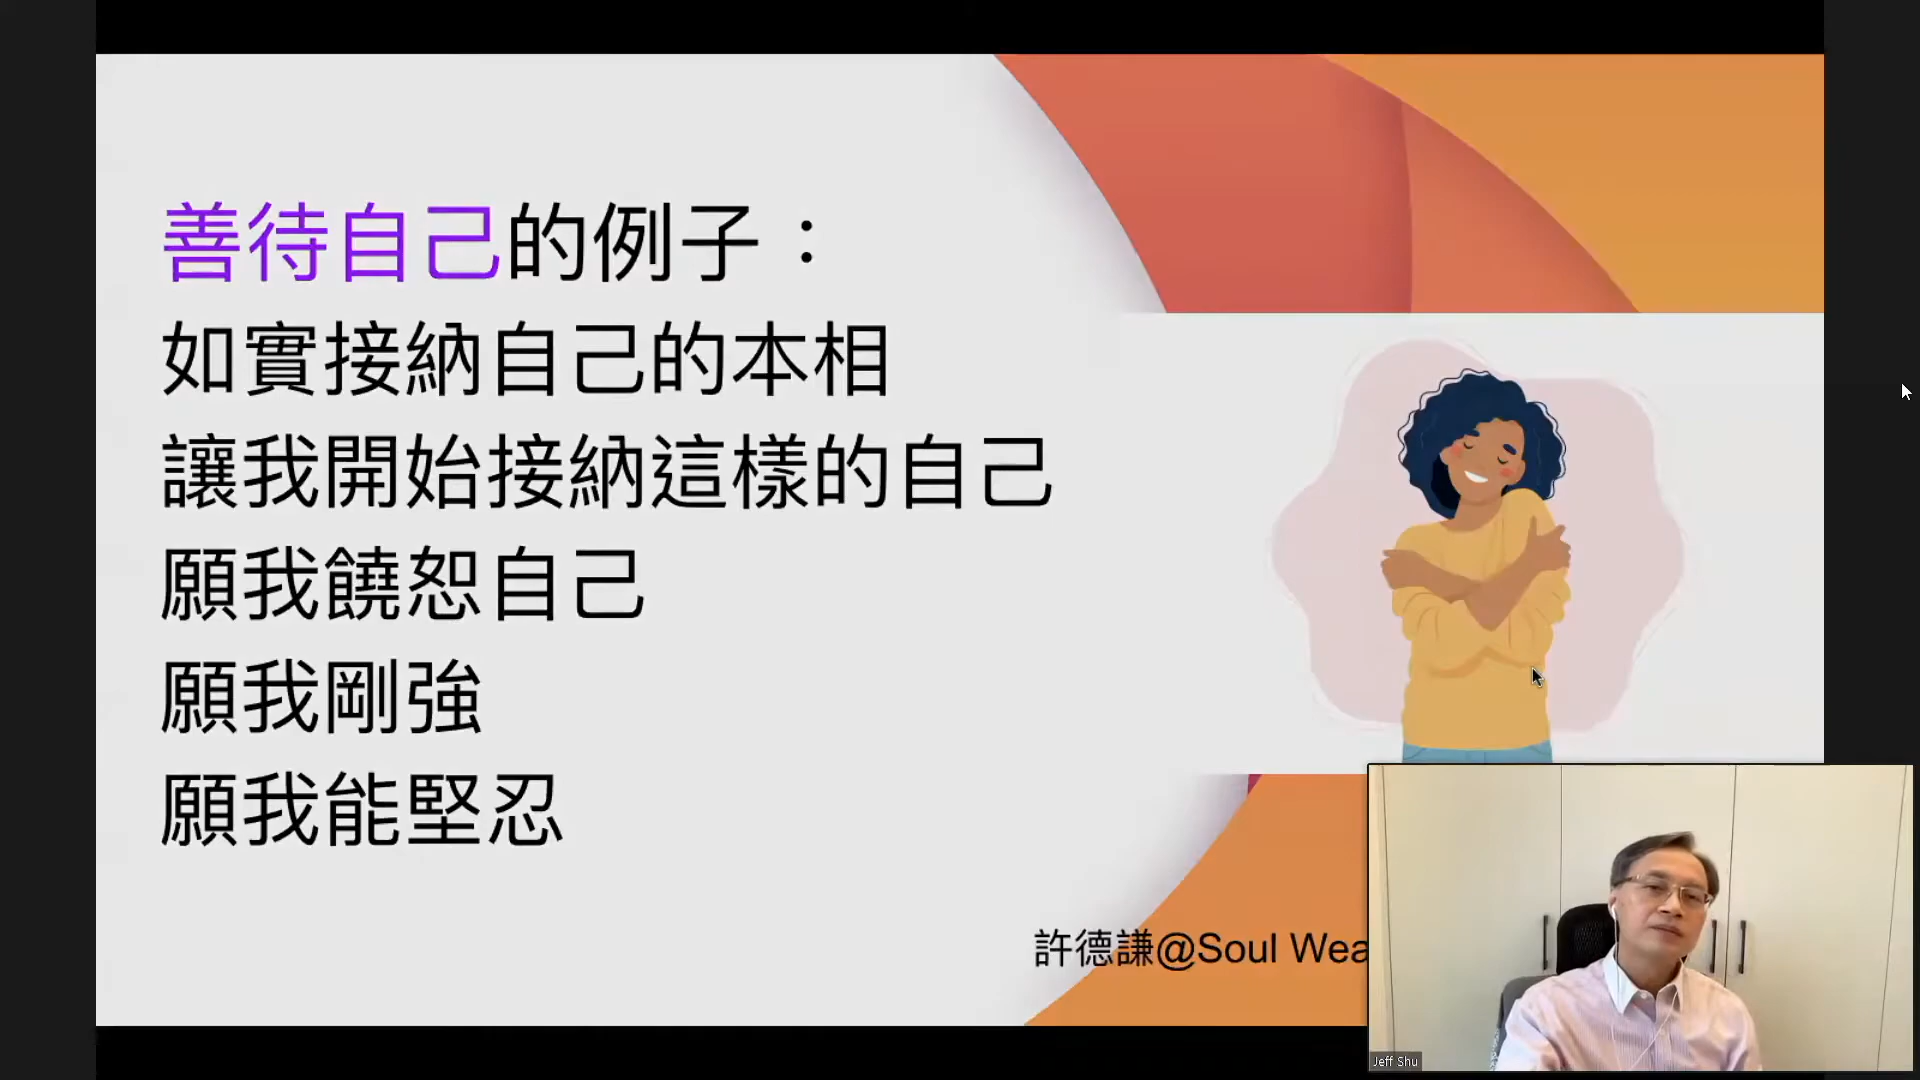 善待自己的例子：
如實接納自己的本相
讓我開始接納這樣的自己
願我饒恕自己
願我剛強
願我能堅忍
許德謙@Soul Wea
Jeff Shu